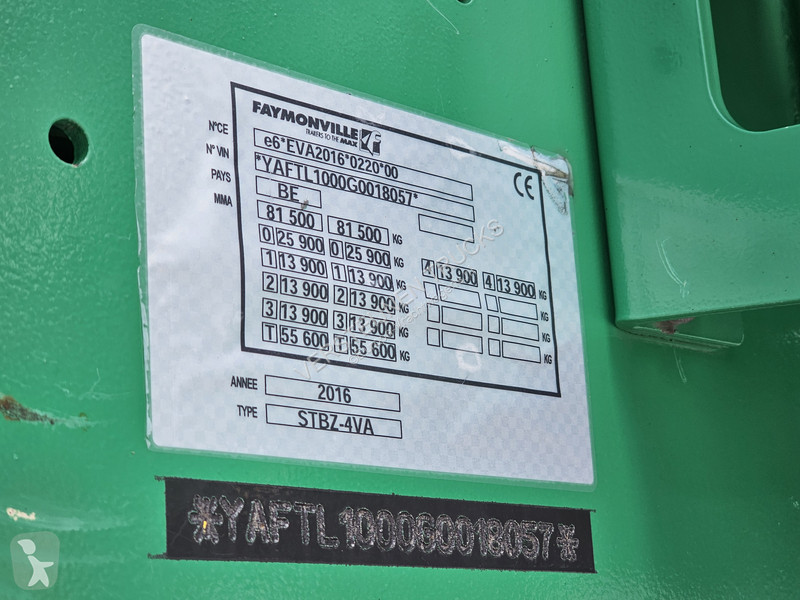 FAYMONVILLE
TRAILERS TO THE MAX
N°CE e6*EVA2016*0220*00
N° VIN *YAFTL1000G0018057*
PAYS BE
MMA 81 500 81 500 KG
0 25 900 0 25 900 KG
1 13 900 1 13 900 KG 4 13 900 4 13 900 KG
2 13 900 2 13 900 KG KG
3 13 900 3 13 900 KG KG
T 55 600 T 55 600 KG KG
CE
ANNEE 2016
TYPE STBZ-4VA
*YAFTL1000G0018057*